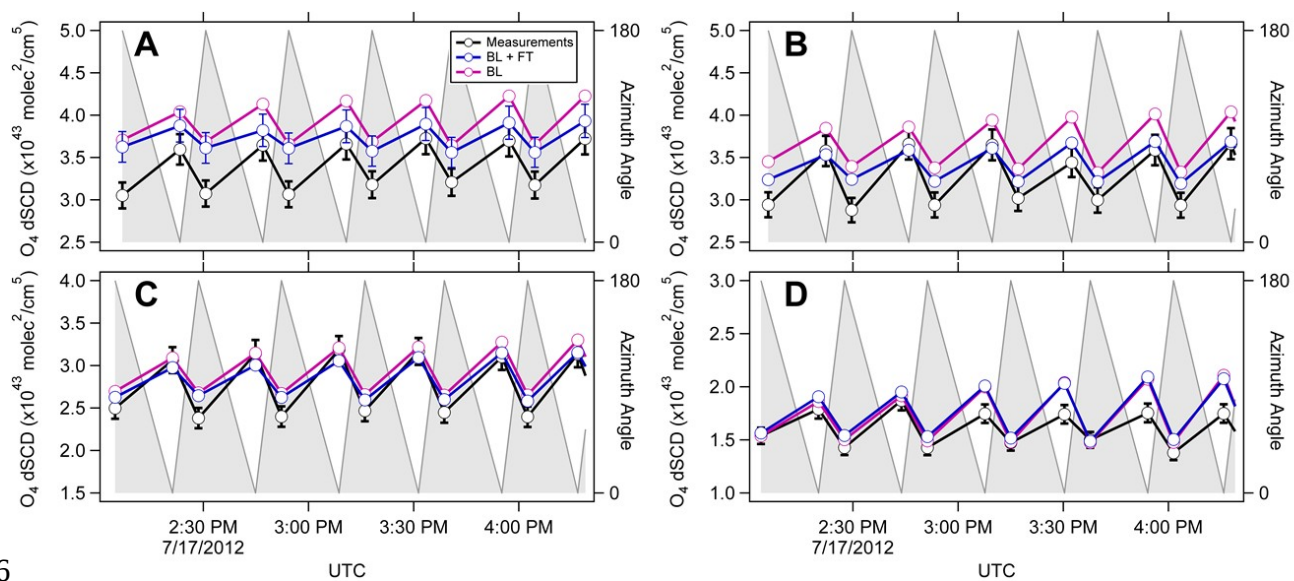 A
B
5.0
4.5
4.0
3.5
3.0
2.5
O4 dSCD (x10^43 molec^2/cm^5)
Measurements
BL + FT
BL
180
0
Azimuth Angle
5.0
4.5
4.0
3.5
3.0
2.5
O4 dSCD (x10^43 molec^2/cm^5)
180
0
Azimuth Angle
C
D
4.0
3.5
3.0
2.5
2.0
1.5
O4 dSCD (x10^43 molec^2/cm^5)
180
0
Azimuth Angle
3.0
2.5
2.0
1.5
1.0
O4 dSCD (x10^43 molec^2/cm^5)
180
0
Azimuth Angle
2:30 PM 3:00 PM 3:30 PM 4:00 PM
7/17/2012
UTC
2:30 PM 3:00 PM 3:30 PM 4:00 PM
7/17/2012
UTC
6